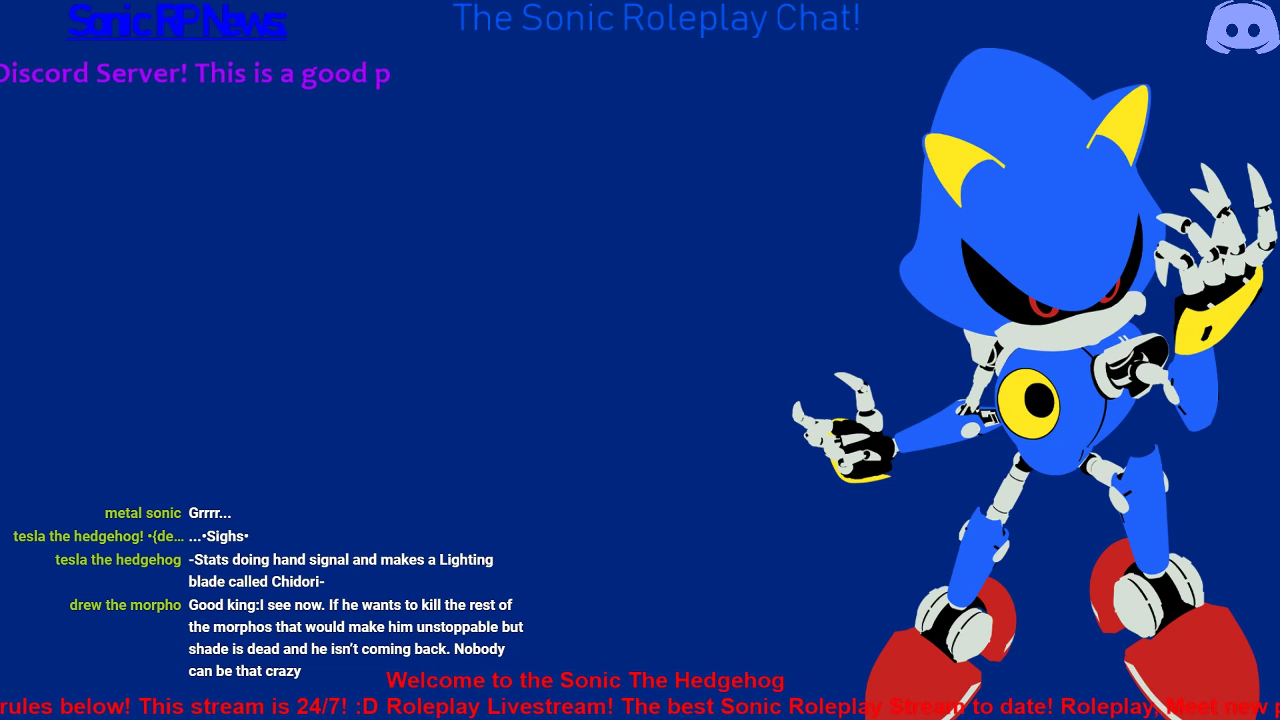 Sonic RP News
The Sonic Roleplay Chat!
Discord Server! This is a good p
metal sonic Grrrr...
tesla the hedgehog! •{de... ...•Sighs•
tesla the hedgehog -Stats doing hand signal and makes a Lighting
blade called Chidori-
drew the morpho Good king:I see now. If he wants to kill the rest of
the morphos that would make him unstoppable but
shade is dead and he isn't coming back. Nobody
can be that crazy
Welcome to the Sonic The Hedgehog
rules below! This stream is 24/7! :D Roleplay Livestream! The best Sonic Roleplay Stream to date! Roleplay, Meet new p